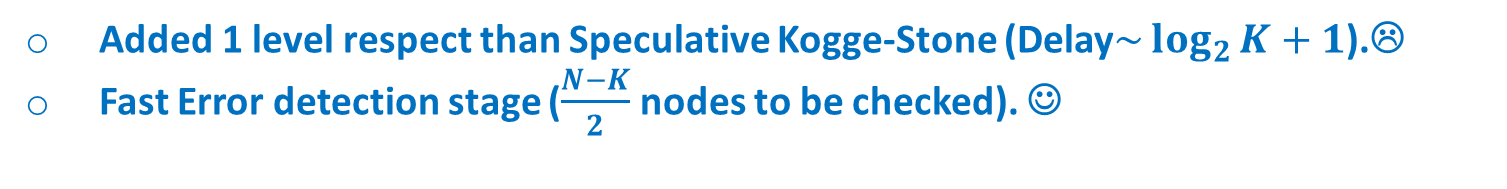 o Added 1 level respect than Speculative Kogge-Stone (Delay~ log₂ K + 1).☹
o Fast Error detection stage (\frac{N-K}{2} nodes to be checked). ☺